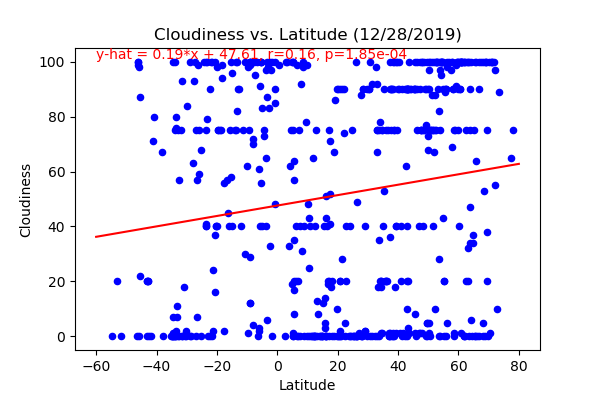 Cloudiness vs. Latitude (12/28/2019)
y-hat = 0.19*x + 47.61, r=0.16, p=1.85e-04
100
80
60
40
20
0
Cloudiness
−60 −40 −20 0 20 40 60 80
Latitude